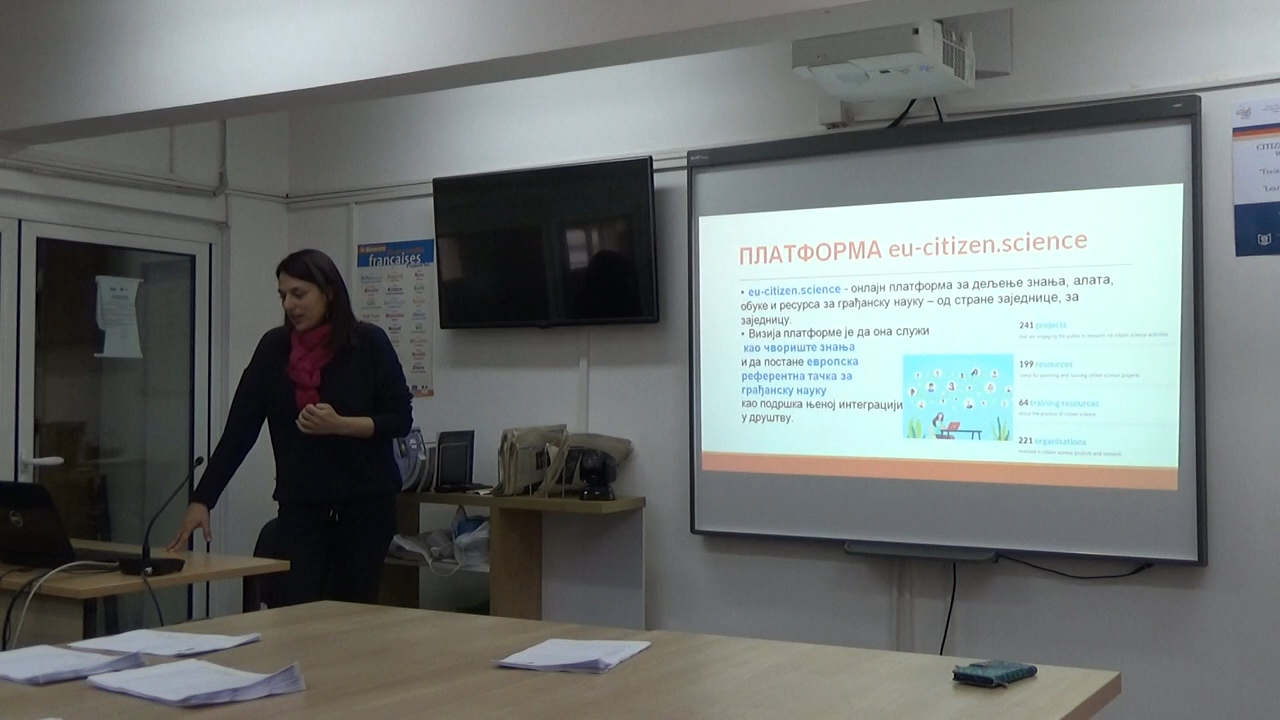 ПЛАТФОРМА eu-citizen.science
• eu-citizen.science - онлајн платформа за дељење знања, алата,
обуке и ресурса за грађанску науку – од стране заједнице, за
заједницу.
• Визија платформе је да она служи
као чвориште знања
и да постане европска
референтна тачка за
грађанску науку
као подршка њеној интеграцији
у друштву.
241 projects
199 resources
64 training resources
221 organisations
françaises
CITIZ